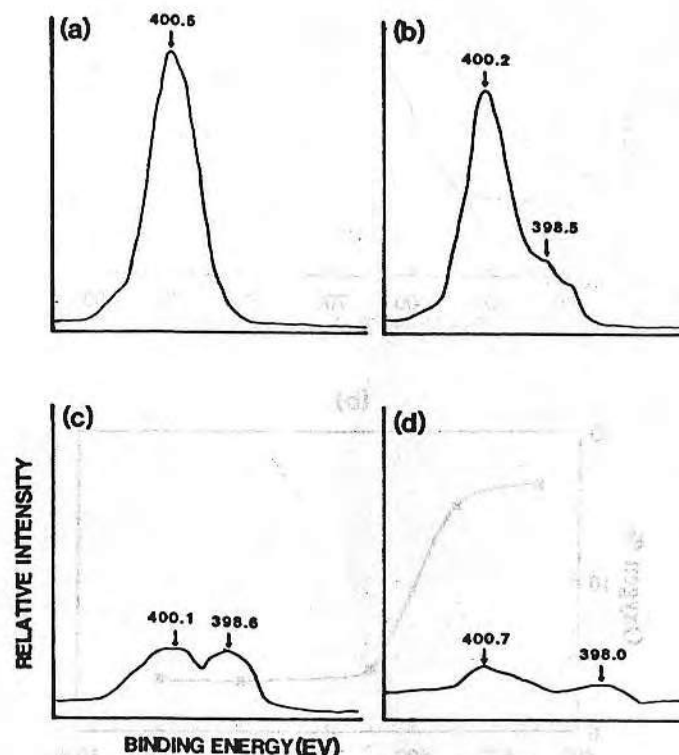 (a)
400.5
(b)
400.2
398.5
(c)
400.1
398.6
(d)
400.7
398.0
RELATIVE INTENSITY
BINDING ENERGY(EV)